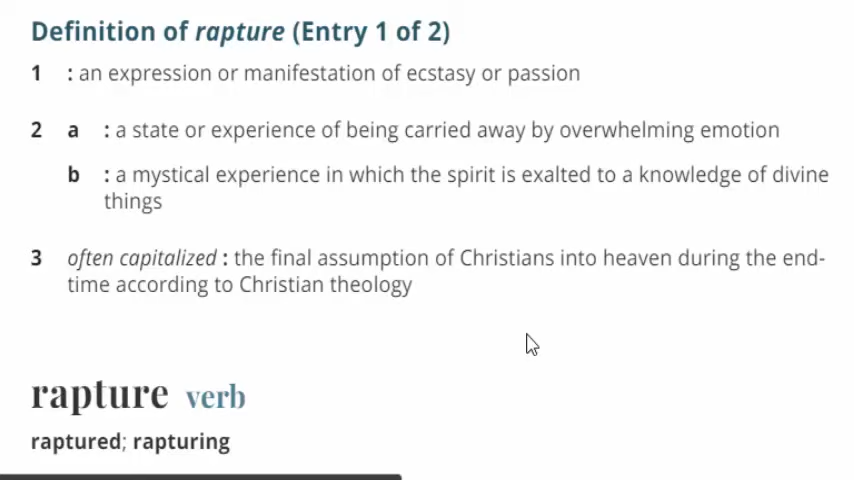 Definition of rapture (Entry 1 of 2)
1 : an expression or manifestation of ecstasy or passion
2 a : a state or experience of being carried away by overwhelming emotion
b : a mystical experience in which the spirit is exalted to a knowledge of divine
things
3 often capitalized : the final assumption of Christians into heaven during the end-
time according to Christian theology
rapture verb
raptured; rapturing